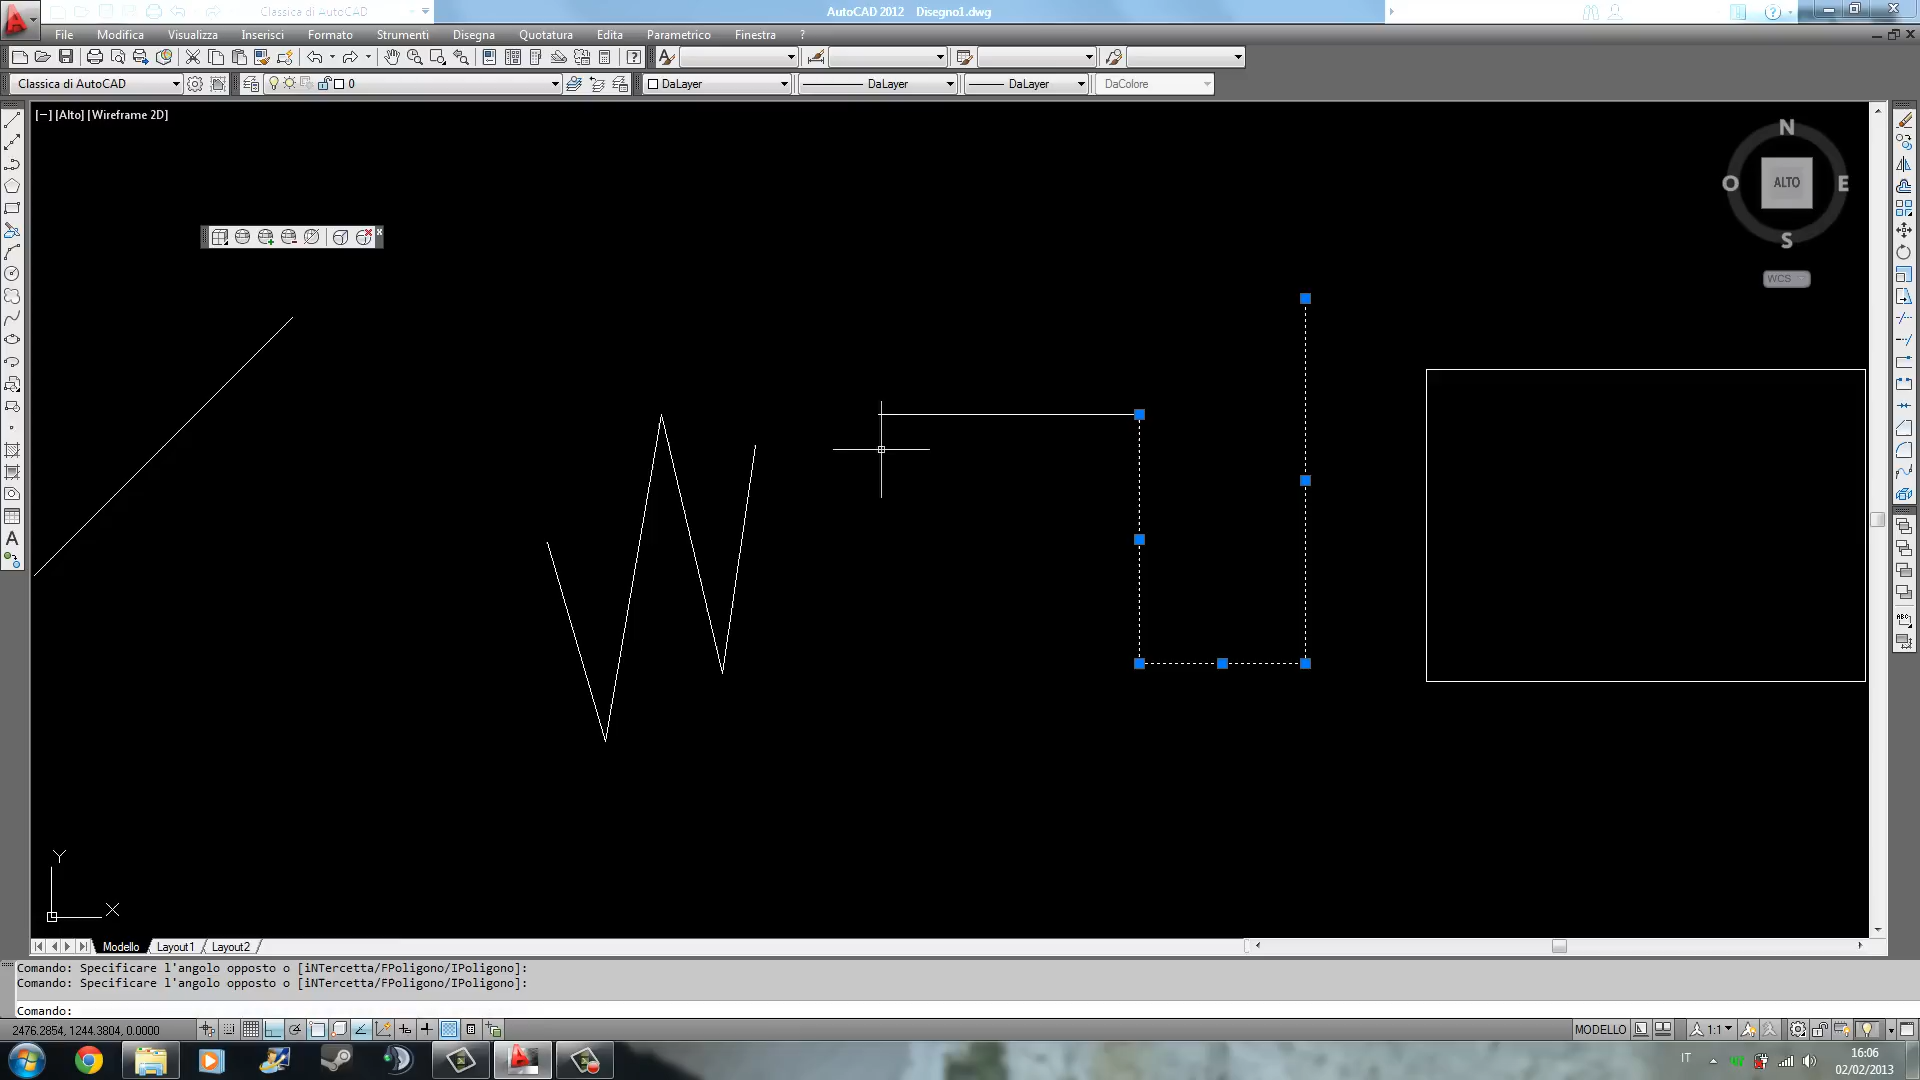 Classica di AutoCAD
AutoCAD 2012 Disegno1.dwg
File Modifica Visualizza Inserisci Formato Strumenti Disegna Quotatura Edita Parametrico Finestra ?
Classica di AutoCAD
0
DaLayer
DaLayer
DaLayer
DaColore
[−] [Alto] [Wireframe 2D]
N
O ALTO E
S
WCS
Y
X
Modello Layout1 Layout2
Comando: Specificare l'angolo opposto o [iNTercetta/FPoligono/IPoligono]:
Comando: Specificare l'angolo opposto o [iNTercetta/FPoligono/IPoligono]:
Comando:
2476.2854, 1244.3804, 0.0000
MODELLO
1:1
IT
16:06
02/02/2013